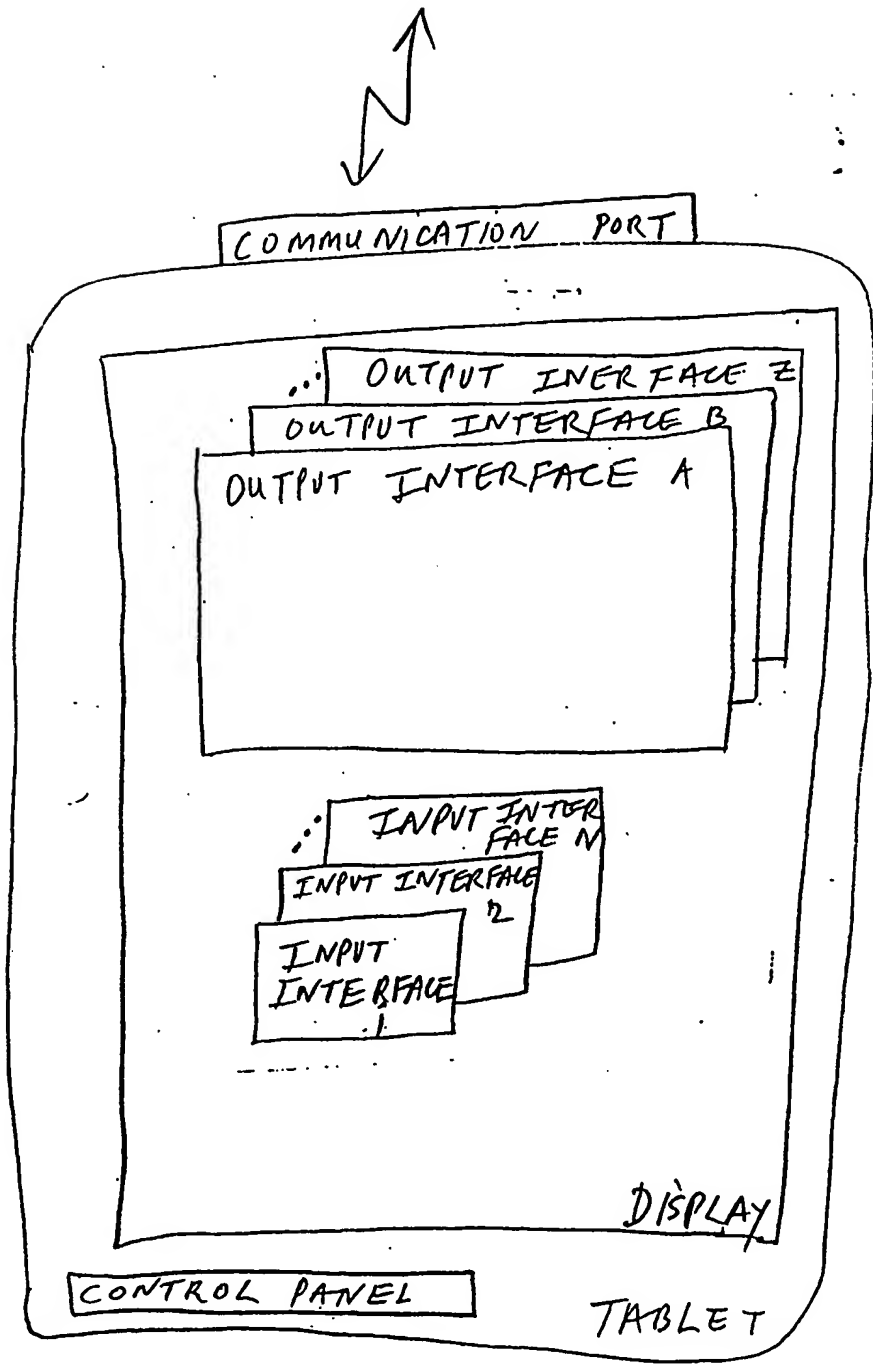 COMMUNICATION PORT
OUTPUT INERFACE Z
OUTPUT INTERFACE B
OUTPUT INTERFACE A
INPUT INTER
FACE N
INPUT INTERFACE
2
INPUT
INTERFACE
1
DISPLAY
CONTROL PANEL
TABLET